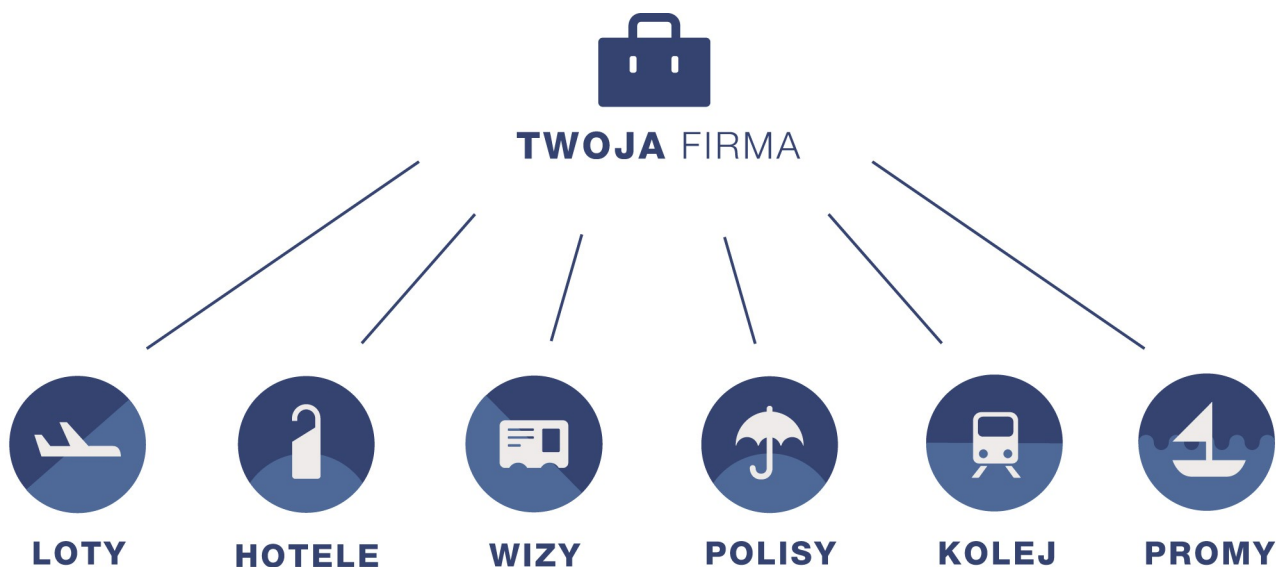 TWOJA FIRMA
LOTY
HOTELE
WIZY
POLISY
KOLEJ
PROMY